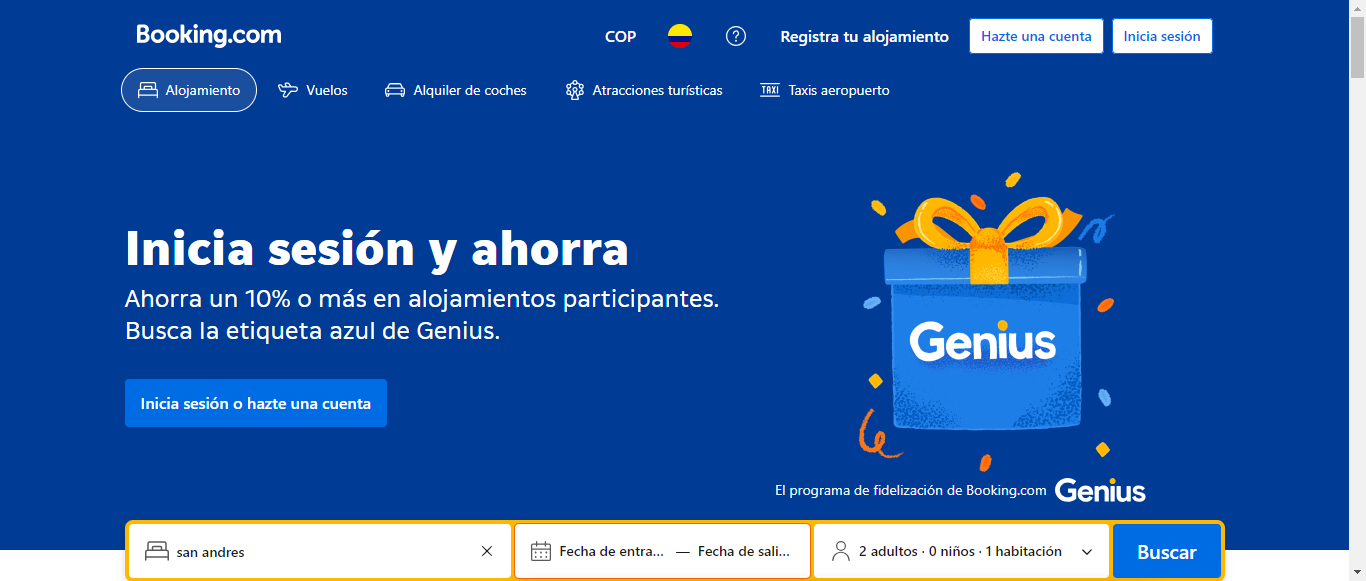 Booking.com
COP
?
Registra tu alojamiento
Hazte una cuenta
Inicia sesión
Alojamiento
Vuelos
Alquiler de coches
Atracciones turísticas
TAXI
Taxis aeropuerto
Inicia sesión y ahorra
Ahorra un 10% o más en alojamientos participantes.
Busca la etiqueta azul de Genius.
Inicia sesión o hazte una cuenta
Genius
El programa de fidelización de Booking.com Genius
san andres
Fecha de entra... — Fecha de sali...
2 adultos · 0 niños · 1 habitación
Buscar